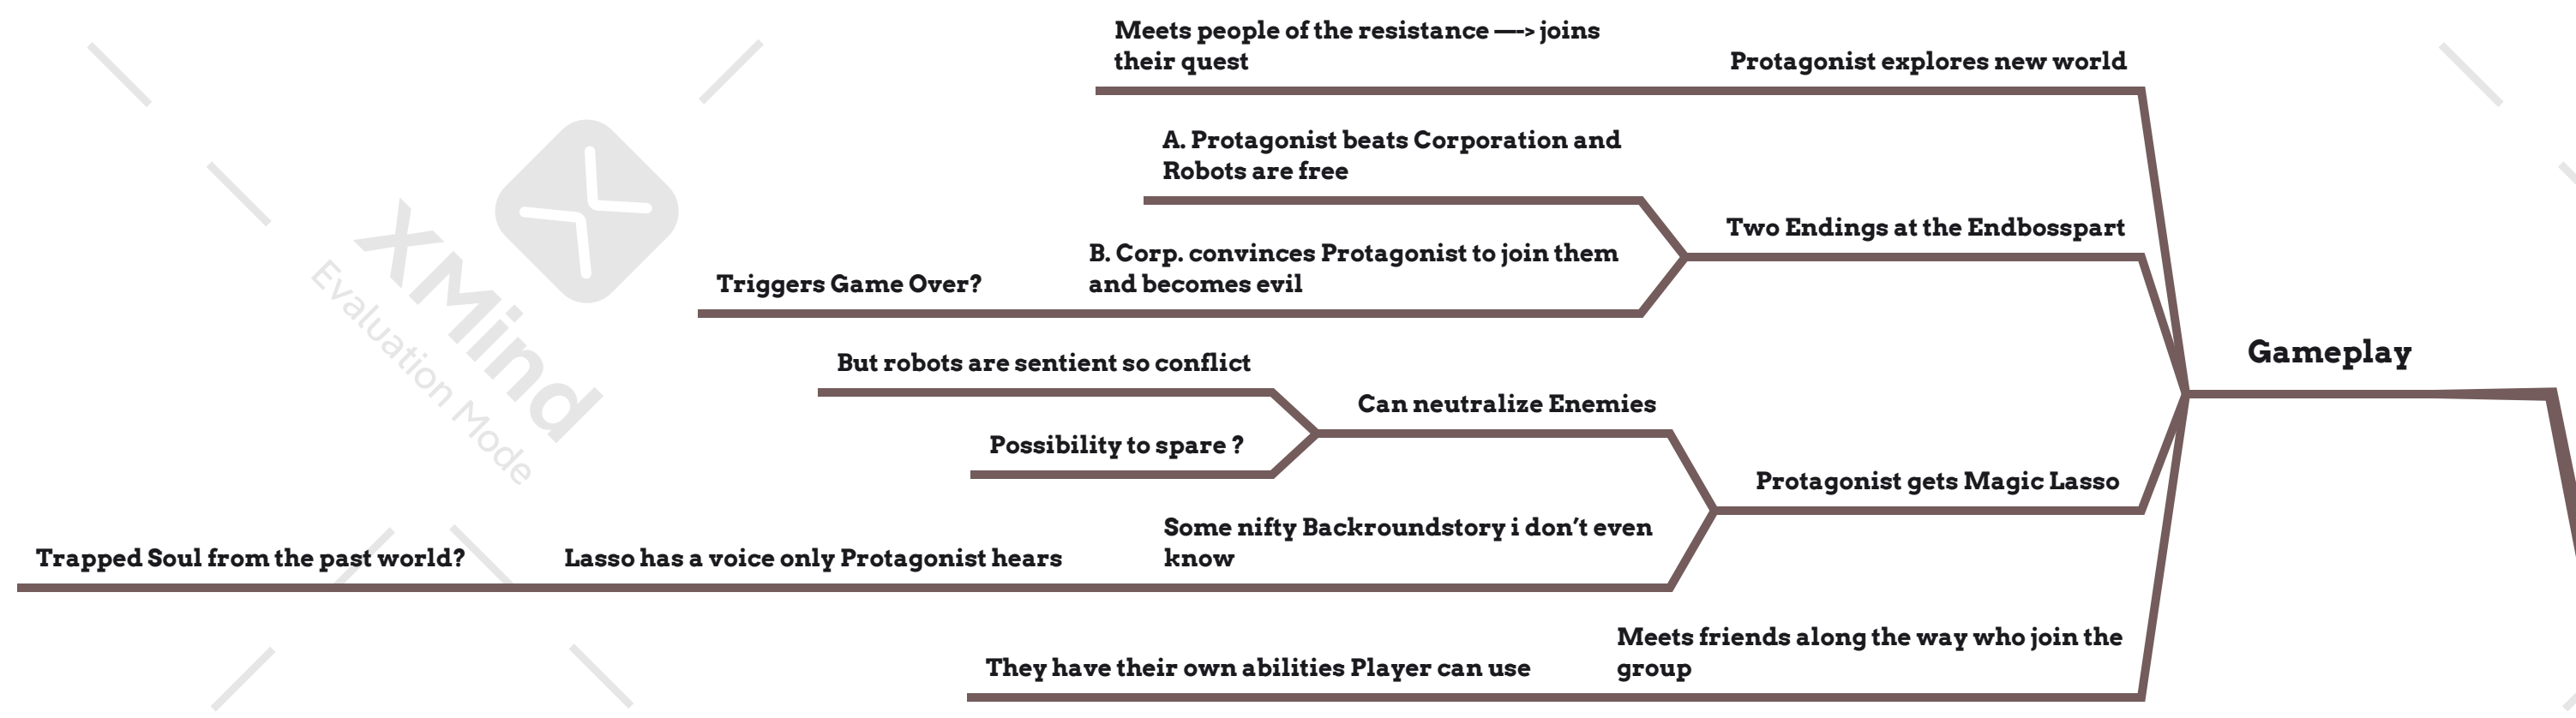 Meets people of the resistance —-> joins
their quest
Protagonist explores new world
A. Protagonist beats Corporation and
Robots are free
Two Endings at the Endbosspart
B. Corp. convinces Protagonist to join them
and becomes evil
Triggers Game Over?
Gameplay
But robots are sentient so conflict
Can neutralize Enemies
Possibility to spare ?
Protagonist gets Magic Lasso
Some nifty Backroundstory i don’t even
know
Lasso has a voice only Protagonist hears
Trapped Soul from the past world?
Meets friends along the way who join the
group
They have their own abilities Player can use
XMind
Evaluation Mode